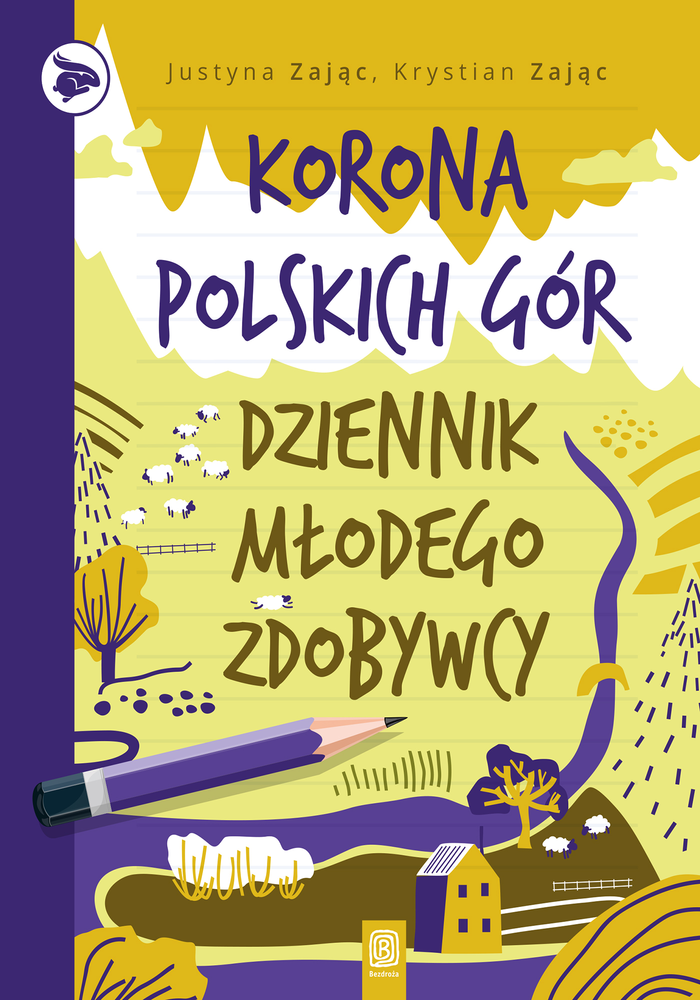 Justyna Zając, Krystian Zając
KORONA
POLSKICH GÓR
DZIENNIK
MŁODEGO
ZDOBYWCY
B
Bezdroża